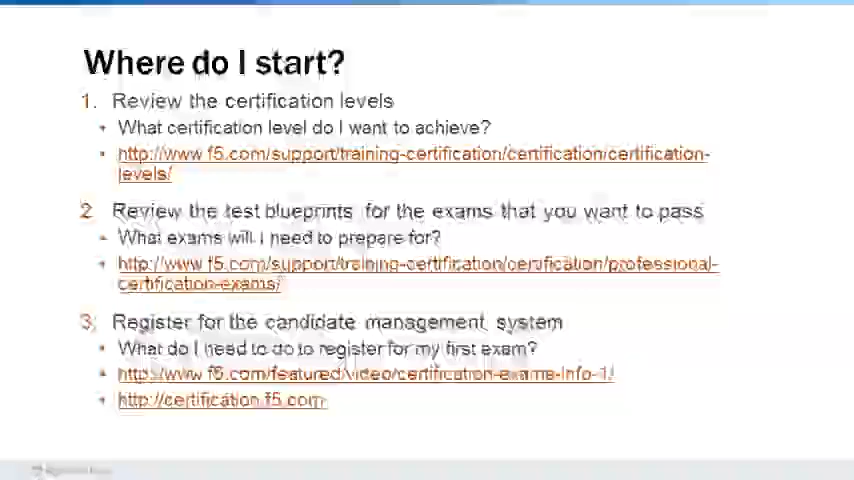 Where do I start?
1. Review the certification levels
• What certification level do I want to achieve?
• http://www.f5.com/support/training-certification/certification/certification-
levels/
2. Review the test blueprints for the exams that you want to pass
• What exams will I need to prepare for?
• http://www.f5.com/support/training-certification/certification/professional-
certification-exams/
3. Register for the candidate management system
• What do I need to do to register for my first exam?
• http://www.f5.com/featured/video/certification-exams-info-1/
• http://certification.f5.com